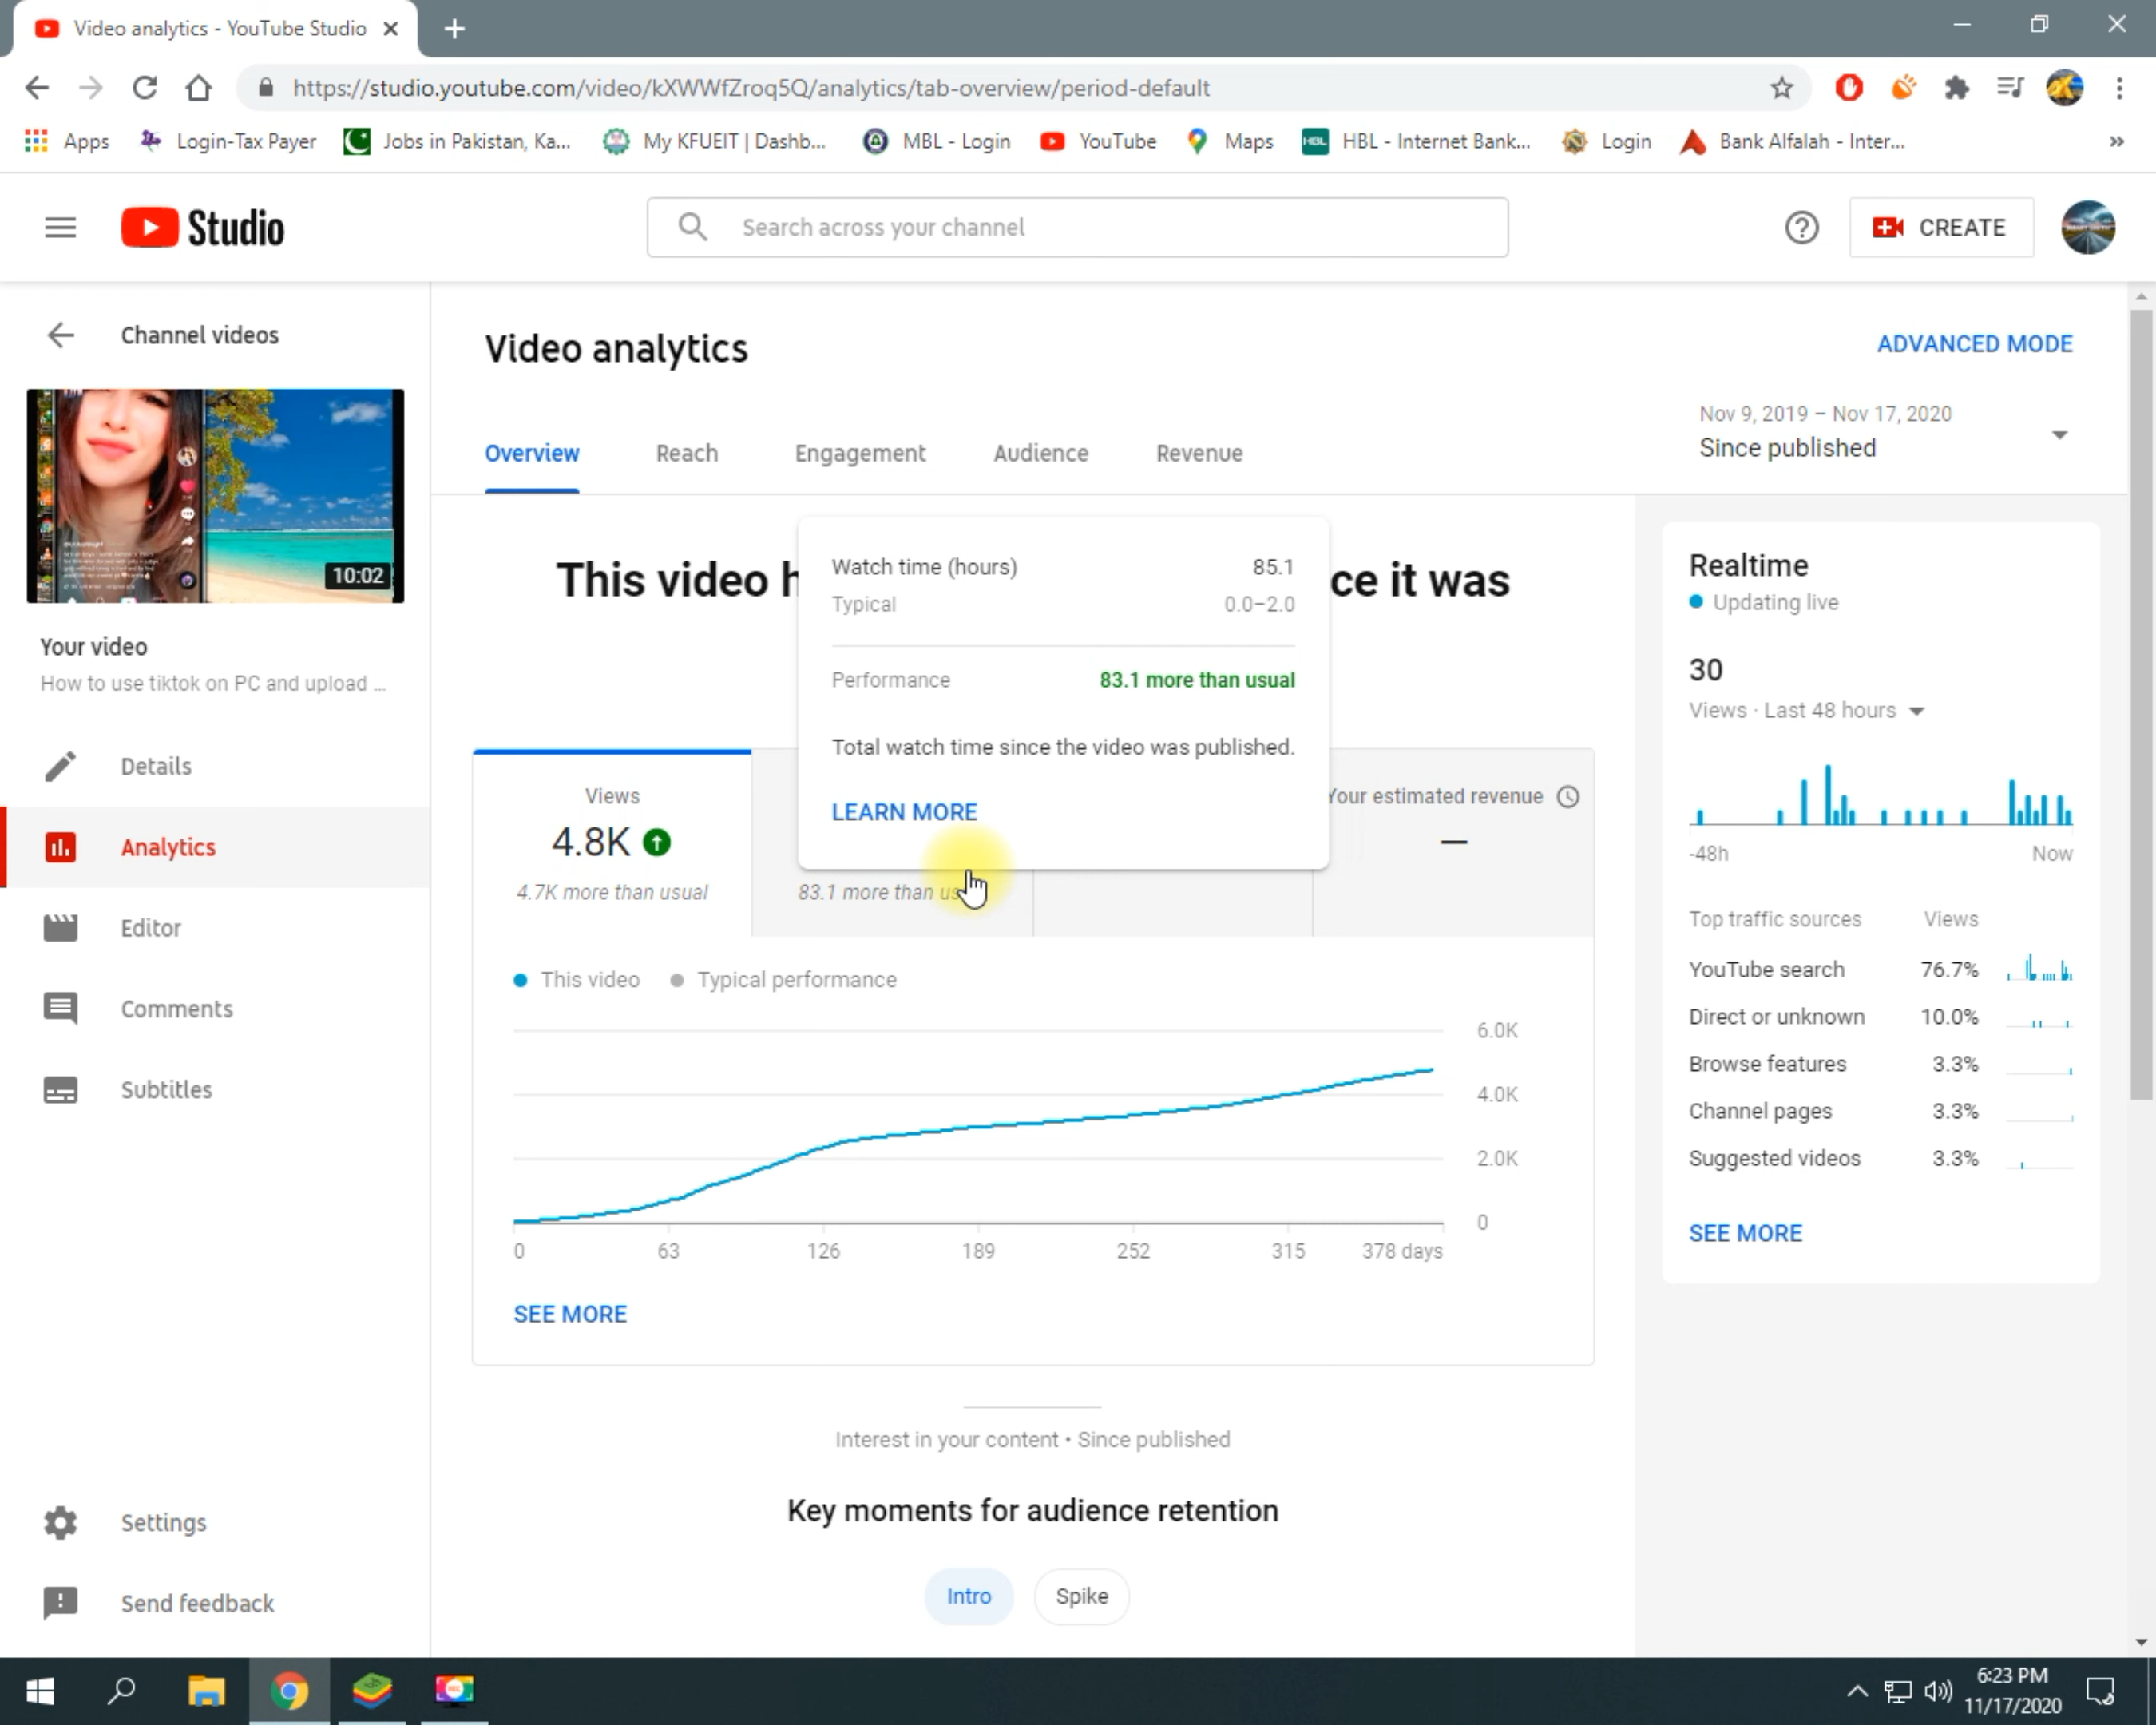 Video analytics - YouTube Studio
https://studio.youtube.com/video/kXWWfZroq5Q/analytics/tab-overview/period-default
Apps
Login-Tax Payer
Jobs in Pakistan, Ka...
My KFUEIT | Dashb...
MBL - Login
YouTube
Maps
HBL
HBL - Internet Bank...
Login
Bank Alfalah - Inter...
Studio
Search across your channel
CREATE
Channel videos
10:02
Your video
How to use tiktok on PC and upload ...
Details
Analytics
Editor
Comments
Subtitles
Settings
Send feedback
Video analytics
ADVANCED MODE
Overview
Reach
Engagement
Audience
Revenue
Nov 9, 2019 – Nov 17, 2020
Since published
This video h
ce it was
Watch time (hours) 85.1
Typical 0.0–2.0
Performance 83.1 more than usual
Total watch time since the video was published.
LEARN MORE
Views
4.8K
4.7K more than usual
83.1 more than us
Your estimated revenue
—
This video
Typical performance
6.0K
4.0K
2.0K
0
0 63 126 189 252 315 378 days
SEE MORE
Interest in your content • Since published
Key moments for audience retention
Intro
Spike
Realtime
Updating live
30
Views · Last 48 hours
-48h Now
Top traffic sources Views
YouTube search 76.7%
Direct or unknown 10.0%
Browse features 3.3%
Channel pages 3.3%
Suggested videos 3.3%
SEE MORE
REC
6:23 PM
11/17/2020